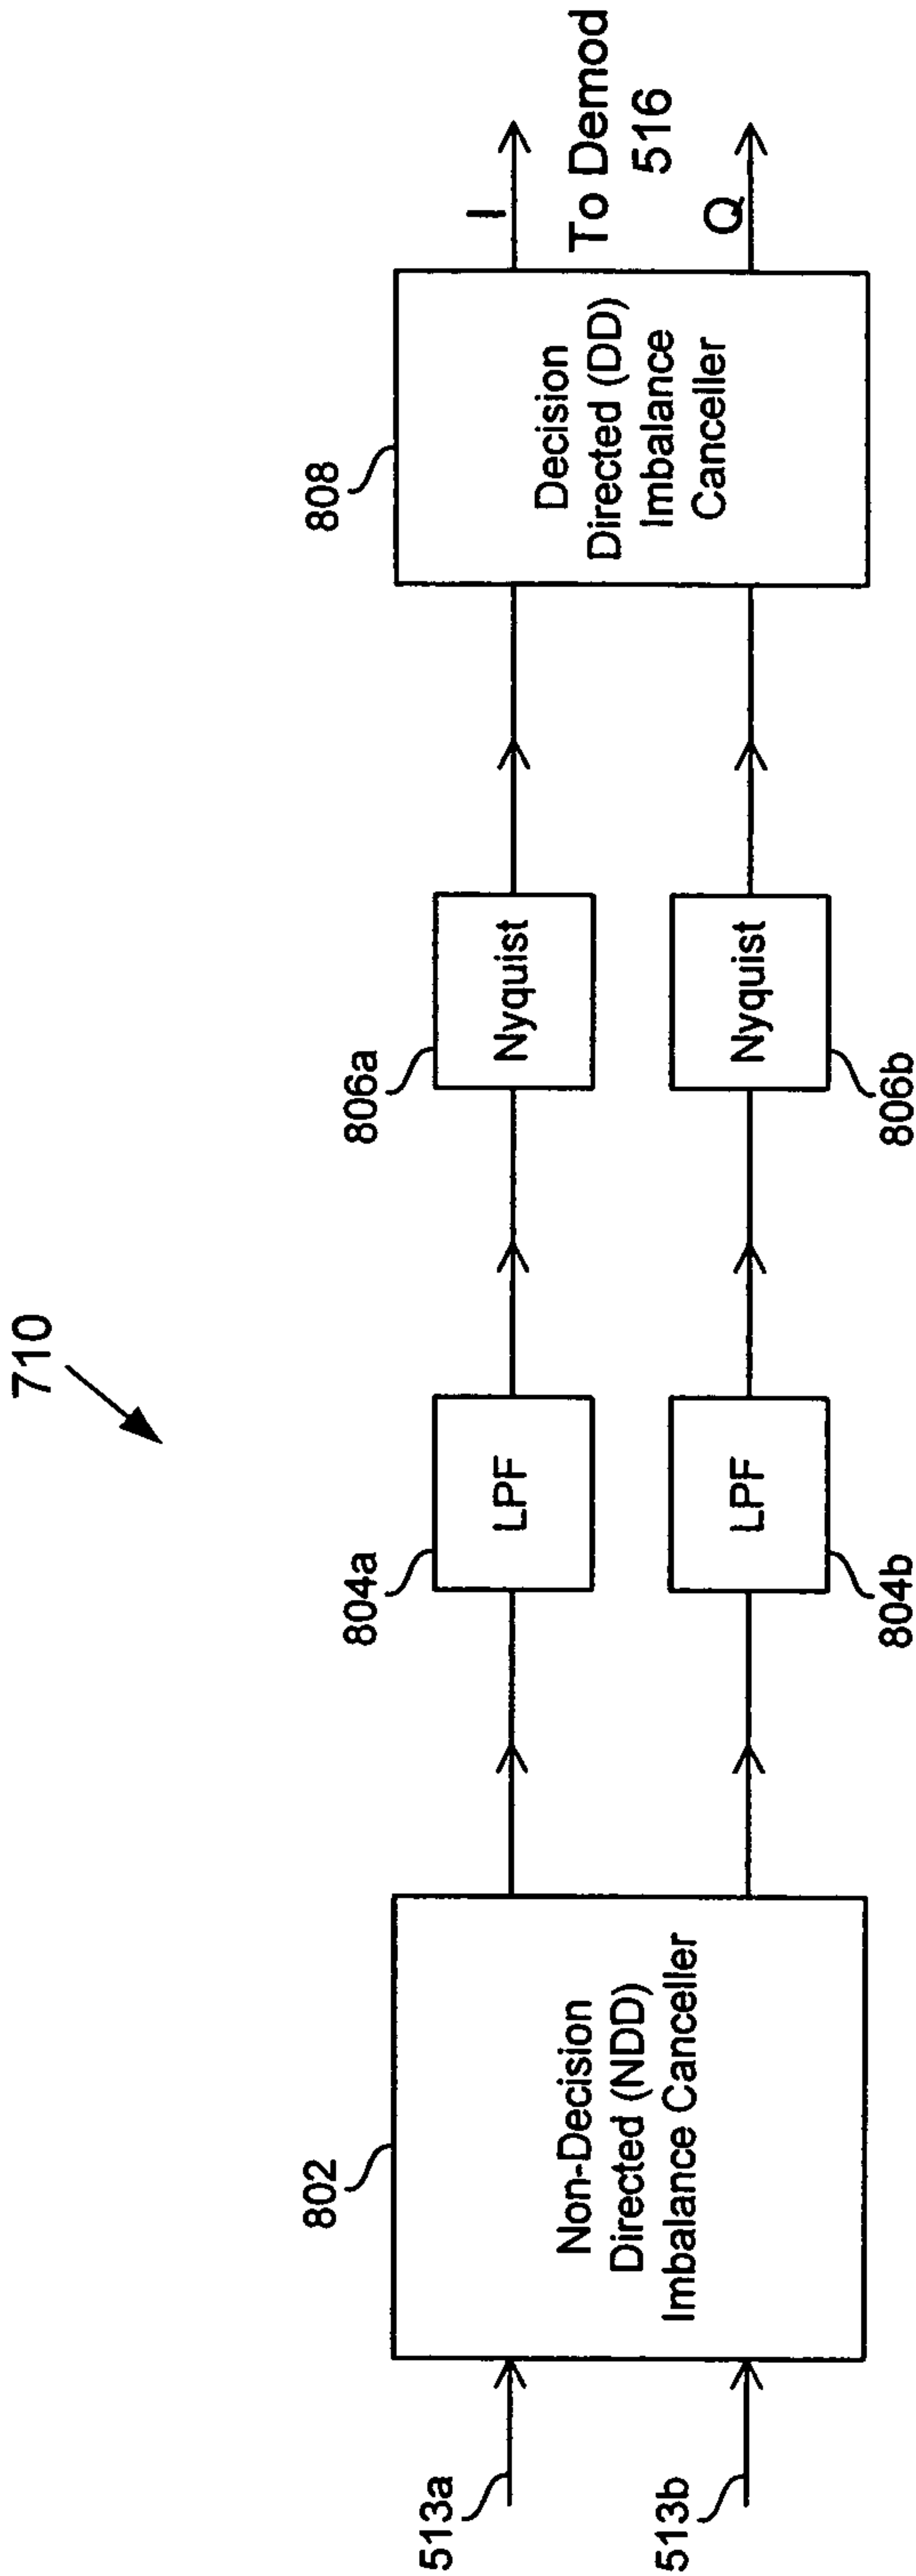 710
802
Non-Decision
Directed (NDD)
Imbalance Canceller
513a
513b
804a
LPF
LPF
804b
806a
Nyquist
Nyquist
806b
808
Decision
Directed (DD)
Imbalance
Canceller
I
To Demod
516
Q